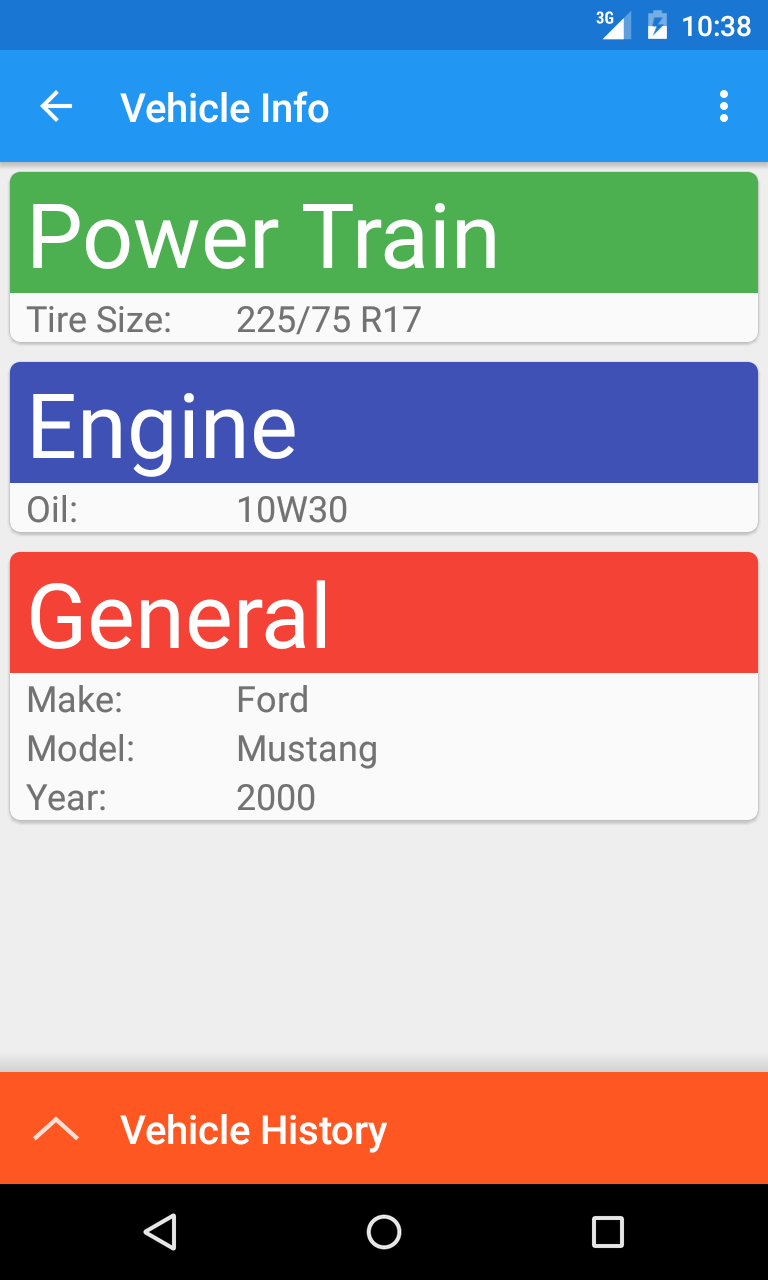 3G 10:38
Vehicle Info
Power Train
Tire Size: 225/75 R17
Engine
Oil: 10W30
General
Make: Ford
Model: Mustang
Year: 2000
Vehicle History